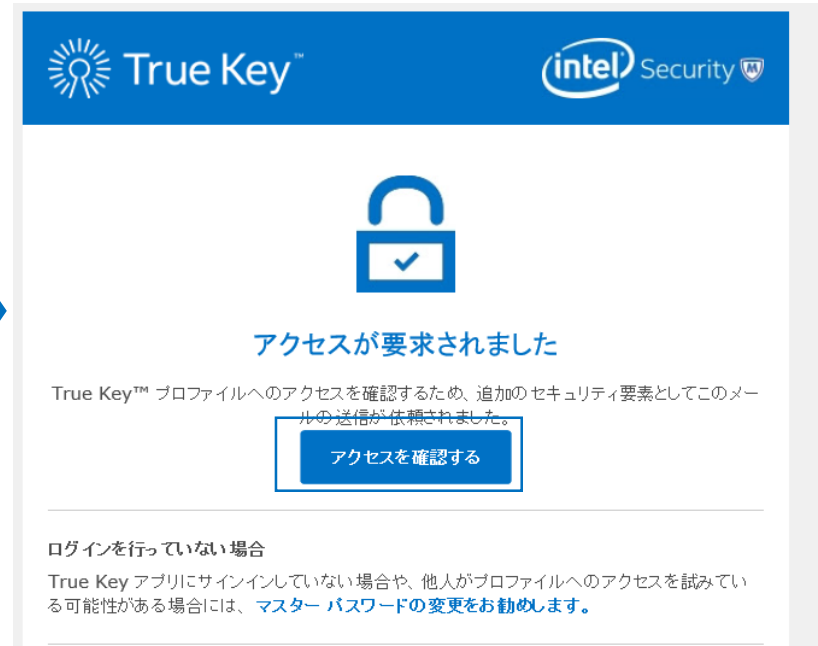 True Key™
intel Security
アクセスが要求されました
True Key™ プロファイルへのアクセスを確認するため、追加のセキュリティ要素としてこのメー
ルの送信が依頼されました。
アクセスを確認する
ログインを行っていない場合
True Key アプリにサインインしていない場合や、他人がプロファイルへのアクセスを試みてい
る可能性がある場合には、マスター パスワードの変更をお勧めします。